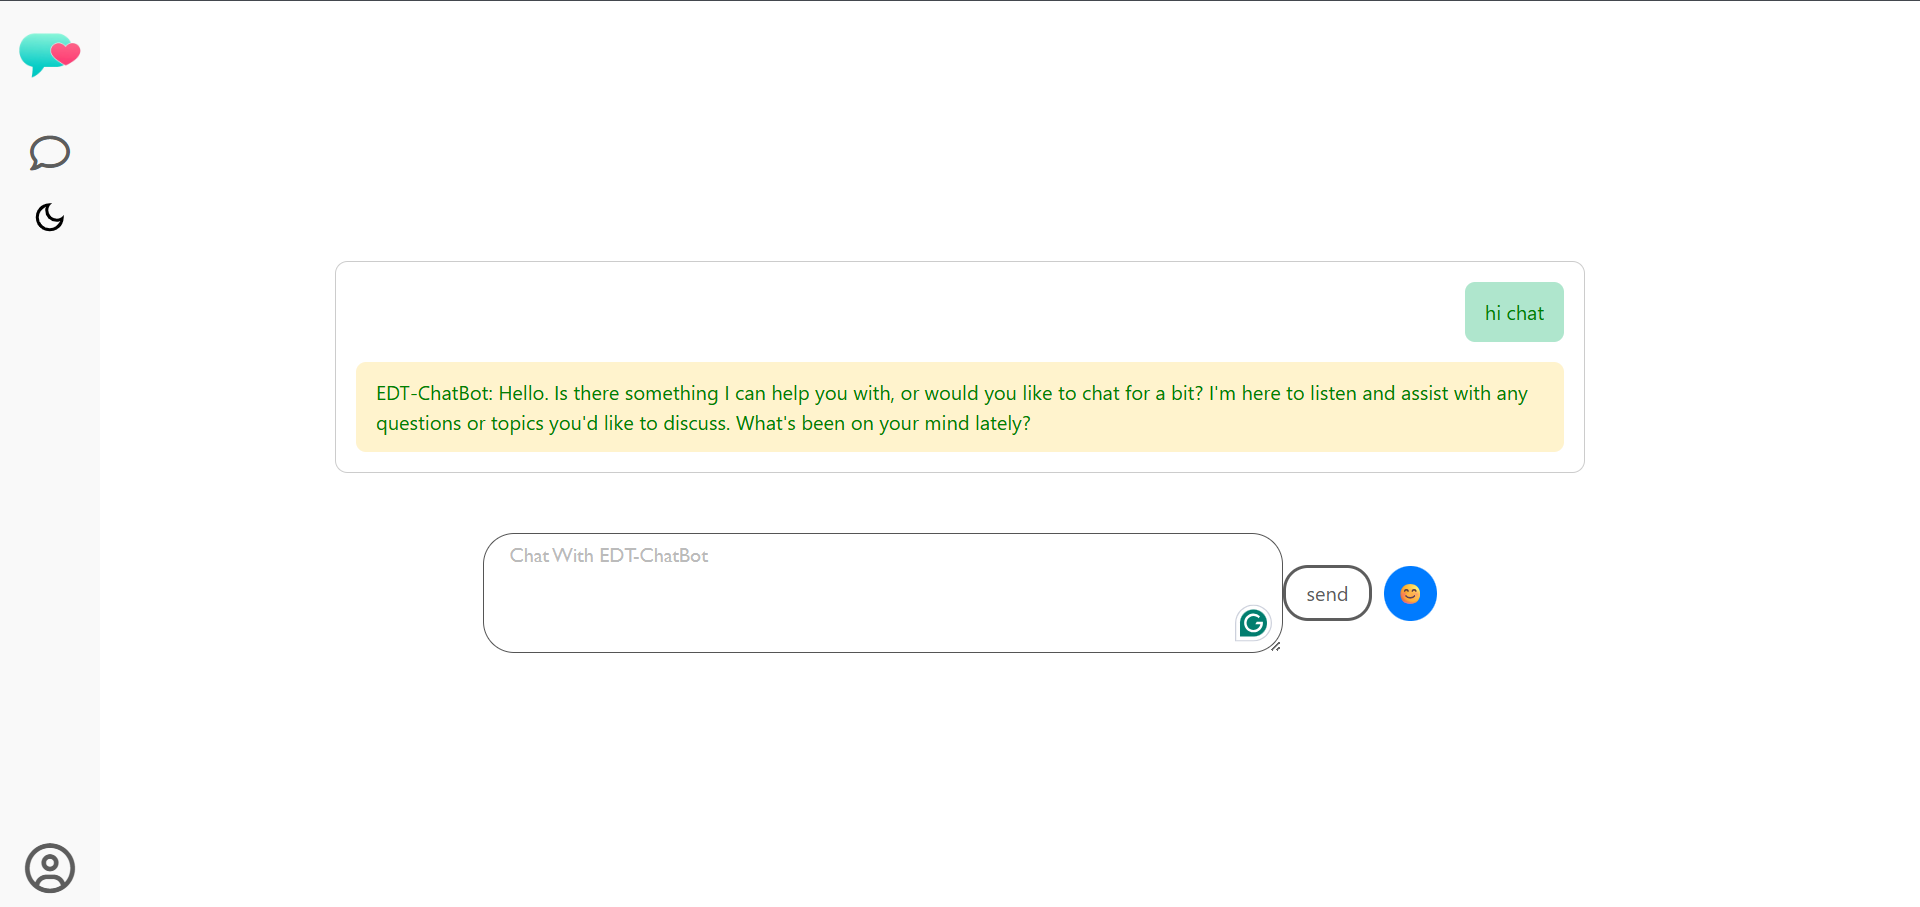 hi chat
EDT-ChatBot: Hello. Is there something I can help you with, or would you like to chat for a bit? I'm here to listen and assist with any
questions or topics you'd like to discuss. What's been on your mind lately?
Chat With EDT-ChatBot
send